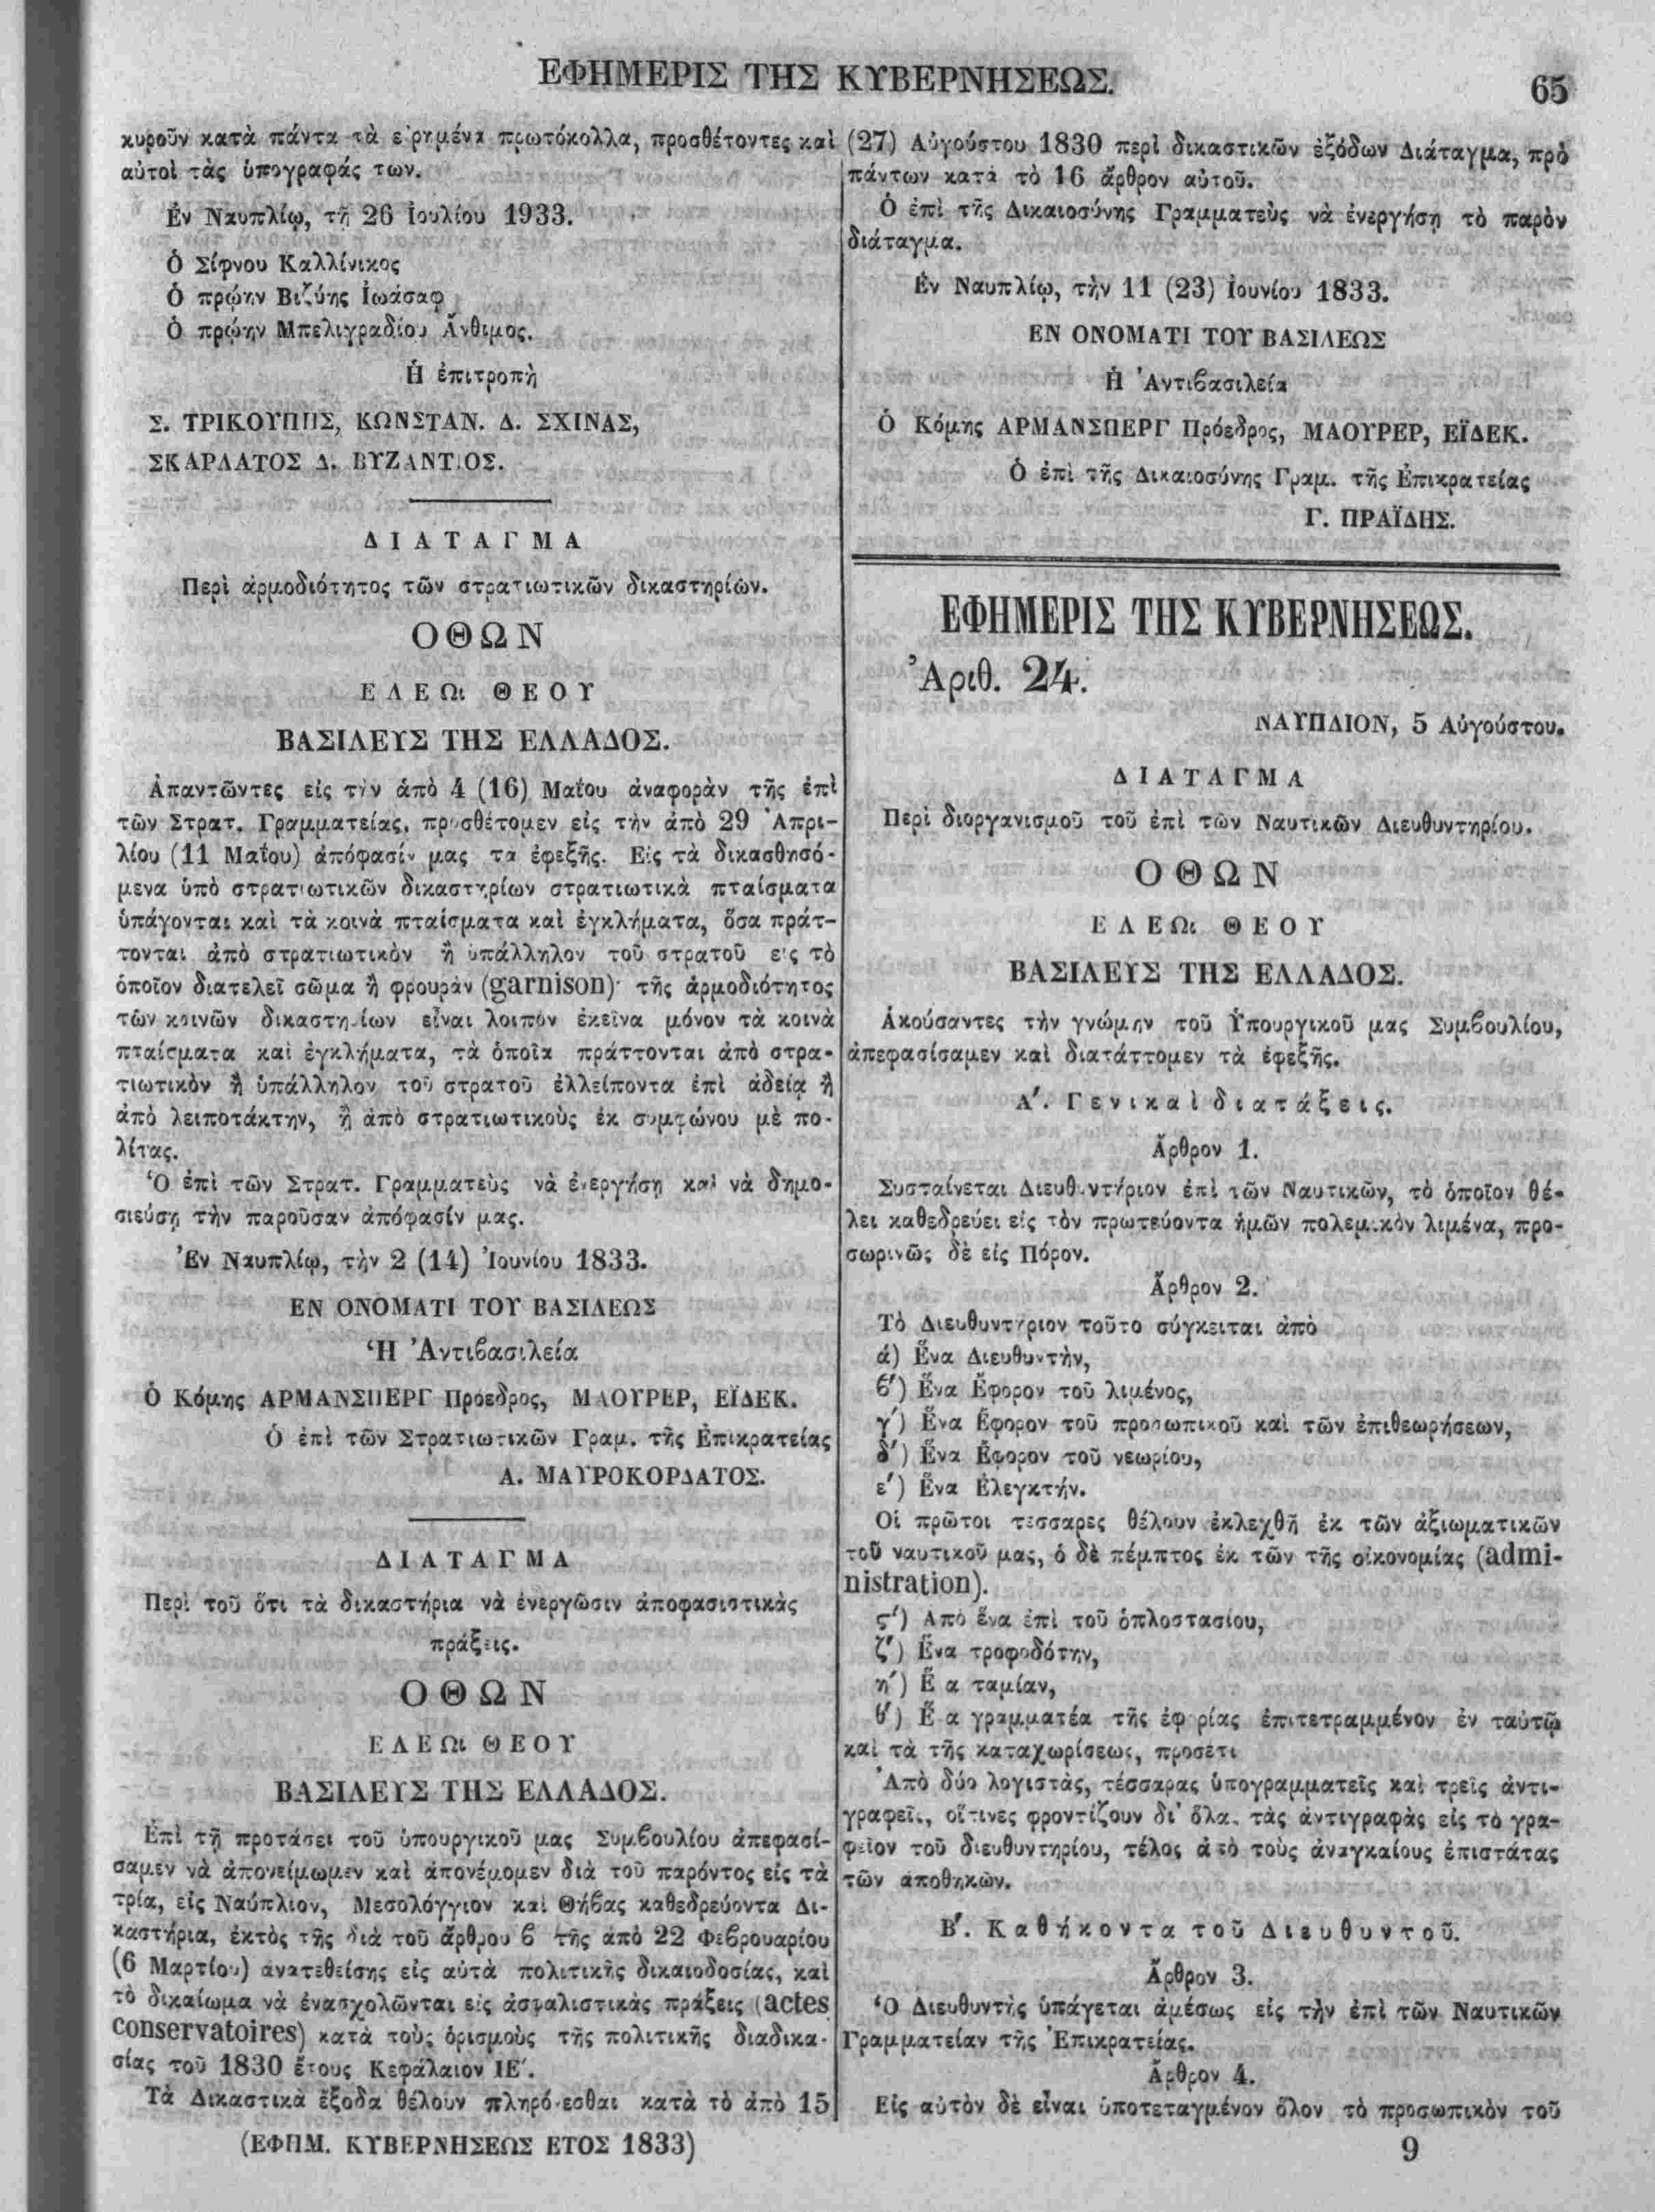 ΕΦΗΜΕΡΙΣ ΤΗΣ ΚΥΒΕΡΝΗΣΕΩΣ.
65
κυροῦν κατὰ πάντα τὰ εἰρημένα πρωτόκολλα, προσθέτοντες καὶ
αὐτοὶ τὰς ὑπογραφάς των.
Ἐν Ναυπλίῳ, τῇ 26 Ἰουλίου 1933.
Ὁ Σίφνου Καλλίνικος
Ὁ πρῴην Βιζύης Ἰωάσαφ
Ὁ πρῴην Μπελιγραδίου Ἄνθιμος.
Ἡ ἐπιτροπὴ
Σ. ΤΡΙΚΟΥΠΗΣ, ΚΩΝΣΤΑΝ. Δ. ΣΧΙΝΑΣ,
ΣΚΑΡΛΑΤΟΣ Δ. ΒΥΖΑΝΤΙΟΣ.
ΔΙΑΤΑΓΜΑ
Περὶ ἁρμοδιότητος τῶν στρατιωτικῶν δικαστηρίων.
ΟΘΩΝ
ΕΛΕΩι ΘΕΟΥ
ΒΑΣΙΛΕΥΣ ΤΗΣ ΕΛΛΑΔΟΣ.
Ἀπαντῶντες εἰς τὴν ἀπὸ 4 (16) Μαΐου ἀναφορὰν τῆς ἐπὶ
τῶν Στρατ. Γραμματείας, προσθέτομεν εἰς τὴν ἀπὸ 29 Ἀπρι-
λίου (11 Μαΐου) ἀπόφασίν μας τα ἐφεξῆς. Εἰς τὰ δικασθησό-
μενα ὑπὸ στρατιωτικῶν δικαστηρίων στρατιωτικὰ πταίσματα
ὑπάγονται καὶ τὰ κοινὰ πταίσματα καὶ ἐγκλήματα, ὅσα πράτ-
τονται ἀπὸ στρατιωτικὸν ἢ ὑπάλληλον τοῦ στρατοῦ εἰς τὸ
ὁποῖον διατελεῖ σῶμα ἢ φρουρὰν (garnison)· τῆς ἁρμοδιότητος
τῶν κοινῶν δικαστηρίων εἶναι λοιπὸν ἐκεῖνα μόνον τὰ κοινὰ
πταίσματα καὶ ἐγκλήματα, τὰ ὁποῖα πράττονται ἀπὸ στρα-
τιωτικὸν ἢ ὑπάλληλον τοῦ στρατοῦ ἐλλείποντα ἐπὶ ἀδείᾳ ἢ
ἀπὸ λειποτάκτην, ἢ ἀπὸ στρατιωτικοὺς ἐκ συμφώνου μὲ πο-
λίτας.
Ὁ ἐπὶ τῶν Στρατ. Γραμματεὺς νὰ ἐνεργήσῃ καὶ νὰ δημο-
σιεύσῃ τὴν παροῦσαν ἀπόφασίν μας.
Ἐν Ναυπλίῳ, τὴν 2 (14) Ἰουνίου 1833.
ΕΝ ΟΝΟΜΑΤΙ ΤΟΥ ΒΑΣΙΛΕΩΣ
Ἡ Ἀντιβασιλεία
Ὁ Κόμης ΑΡΜΑΝΣΠΕΡΓ Πρόεδρος, ΜΑΟΥΡΕΡ, ΕΪΔΕΚ.
Ὁ ἐπὶ τῶν Στρατιωτικῶν Γραμ. τῆς Ἐπικρατείας
Α. ΜΑΥΡΟΚΟΡΔΑΤΟΣ.
ΔΙΑΤΑΓΜΑ
Περὶ τοῦ ὅτι τὰ δικαστήρια νὰ ἐνεργῶσιν ἀποφασιστικὰς
πράξεις.
ΟΘΩΝ
ΕΛΕΩι ΘΕΟΥ
ΒΑΣΙΛΕΥΣ ΤΗΣ ΕΛΛΑΔΟΣ.
Ἐπὶ τῇ προτάσει τοῦ ὑπουργικοῦ μας Συμβουλίου ἀπεφασί-
σαμεν νὰ ἀπονείμωμεν καὶ ἀπονέμομεν διὰ τοῦ παρόντος εἰς τὰ
τρία, εἰς Ναύπλιον, Μεσολόγγιον καὶ Θήβας καθεδρεύοντα Δι-
καστήρια, ἐκτὸς τῆς διὰ τοῦ ἄρθρου 6 τῆς ἀπὸ 22 Φεβρουαρίου
(6 Μαρτίου) ἀνατεθείσης εἰς αὐτὰ πολιτικῆς δικαιοδοσίας, καὶ
τὸ δικαίωμα νὰ ἐνασχολῶνται εἰς ἀσφαλιστικὰς πράξεις (actes
conservatoires) κατὰ τοὺς ὁρισμοὺς τῆς πολιτικῆς διαδικα-
σίας τοῦ 1830 ἔτους Κεφάλαιον ΙΕʹ.
Τὰ Δικαστικὰ ἔξοδα θέλουν πληρόνεσθαι κατὰ τὸ ἀπὸ 15
(ΕΦΗΜ. ΚΥΒΕΡΝΗΣΕΩΣ ΕΤΟΣ 1833)
(27) Αὐγούστου 1830 περὶ δικαστικῶν ἐξόδων Διάταγμα, πρὸ
πάντων κατὰ τὸ 16 ἄρθρον αὐτοῦ.
Ὁ ἐπὶ τῆς Δικαιοσύνης Γραμματεὺς νὰ ἐνεργήσῃ τὸ παρὸν
διάταγμα.
Ἐν Ναυπλίῳ, τὴν 11 (23) Ἰουνίου 1833.
ΕΝ ΟΝΟΜΑΤΙ ΤΟΥ ΒΑΣΙΛΕΩΣ
Ἡ Ἀντιβασιλεία
Ὁ Κόμης ΑΡΜΑΝΣΠΕΡΓ Πρόεδρος, ΜΑΟΥΡΕΡ, ΕΪΔΕΚ.
Ὁ ἐπὶ τῆς Δικαιοσύνης Γραμ. τῆς Ἐπικρατείας
Γ. ΠΡΑΪΔΗΣ.
ΕΦΗΜΕΡΙΣ ΤΗΣ ΚΥΒΕΡΝΗΣΕΩΣ.
Ἀριθ. 24.
ΝΑΥΠΛΙΟΝ, 5 Αὐγούστου.
ΔΙΑΤΑΓΜΑ
Περὶ διοργανισμοῦ τοῦ ἐπὶ τῶν Ναυτικῶν Διευθυντηρίου.
ΟΘΩΝ
ΕΛΕΩι ΘΕΟΥ
ΒΑΣΙΛΕΥΣ ΤΗΣ ΕΛΛΑΔΟΣ.
Ἀκούσαντες τὴν γνώμην τοῦ Ὑπουργικοῦ μας Συμβουλίου,
ἀπεφασίσαμεν καὶ διατάττομεν τὰ ἐφεξῆς.
Αʹ. Γενικαὶ διατάξεις.
Ἄρθρον 1.
Συσταίνεται Διευθυντήριον ἐπὶ τῶν Ναυτικῶν, τὸ ὁποῖον θέ-
λει καθεδρεύει εἰς τὸν πρωτεύοντα ἡμῶν πολεμικὸν λιμένα, προ-
σωρινῶς δὲ εἰς Πόρον.
Ἄρθρον 2.
Τὸ Διευθυντήριον τοῦτο σύγκειται ἀπὸ
ά) Ἕνα Διευθυντὴν,
βʹ) Ἕνα Ἔφορον τοῦ λιμένος,
γʹ) Ἕνα Ἔφορον τοῦ προσωπικοῦ καὶ τῶν ἐπιθεωρήσεων,
δʹ) Ἕνα Ἔφορον τοῦ νεωρίου,
εʹ) Ἕνα Ἐλεγκτήν.
Οἱ πρῶτοι τέσσαρες θέλουν ἐκλεχθῆ ἐκ τῶν ἀξιωματικῶν
τοῦ ναυτικοῦ μας, ὁ δὲ πέμπτος ἐκ τῶν τῆς οἰκονομίας (admi-
nistration).
ςʹ) Ἀπὸ ἕνα ἐπὶ τοῦ ὁπλοστασίου,
ζʹ) Ἕνα τροφοδότην,
ηʹ) Ἕ α ταμίαν,
θʹ) Ἕ α γραμματέα τῆς ἐφ ρίας ἐπιτετραμμένον ἐν ταὐτῷ
καὶ τὰ τῆς καταχωρίσεως, προσέτι
Ἀπὸ δύο λογιστὰς, τέσσαρας ὑπογραμματεῖς καὶ τρεῖς ἀντι-
γραφεῖς, οἵτινες φροντίζουν δι' ὅλας τὰς ἀντιγραφὰς εἰς τὸ γρα-
φεῖον τοῦ διευθυντηρίου, τέλος ἀπὸ τοὺς ἀναγκαίους ἐπιστάτας
τῶν ἀποθηκῶν.
Βʹ. Καθήκοντα τοῦ Διευθυντοῦ.
Ἄρθρον 3.
Ὁ Διευθυντὴς ὑπάγεται ἀμέσως εἰς τὴν ἐπὶ τῶν Ναυτικῶν
Γραμματείαν τῆς Ἐπικρατείας.
Ἄρθρον 4.
Εἰς αὐτὸν δὲ εἶναι ὑποτεταγμένον ὅλον τὸ προσωπικὸν τοῦ
9